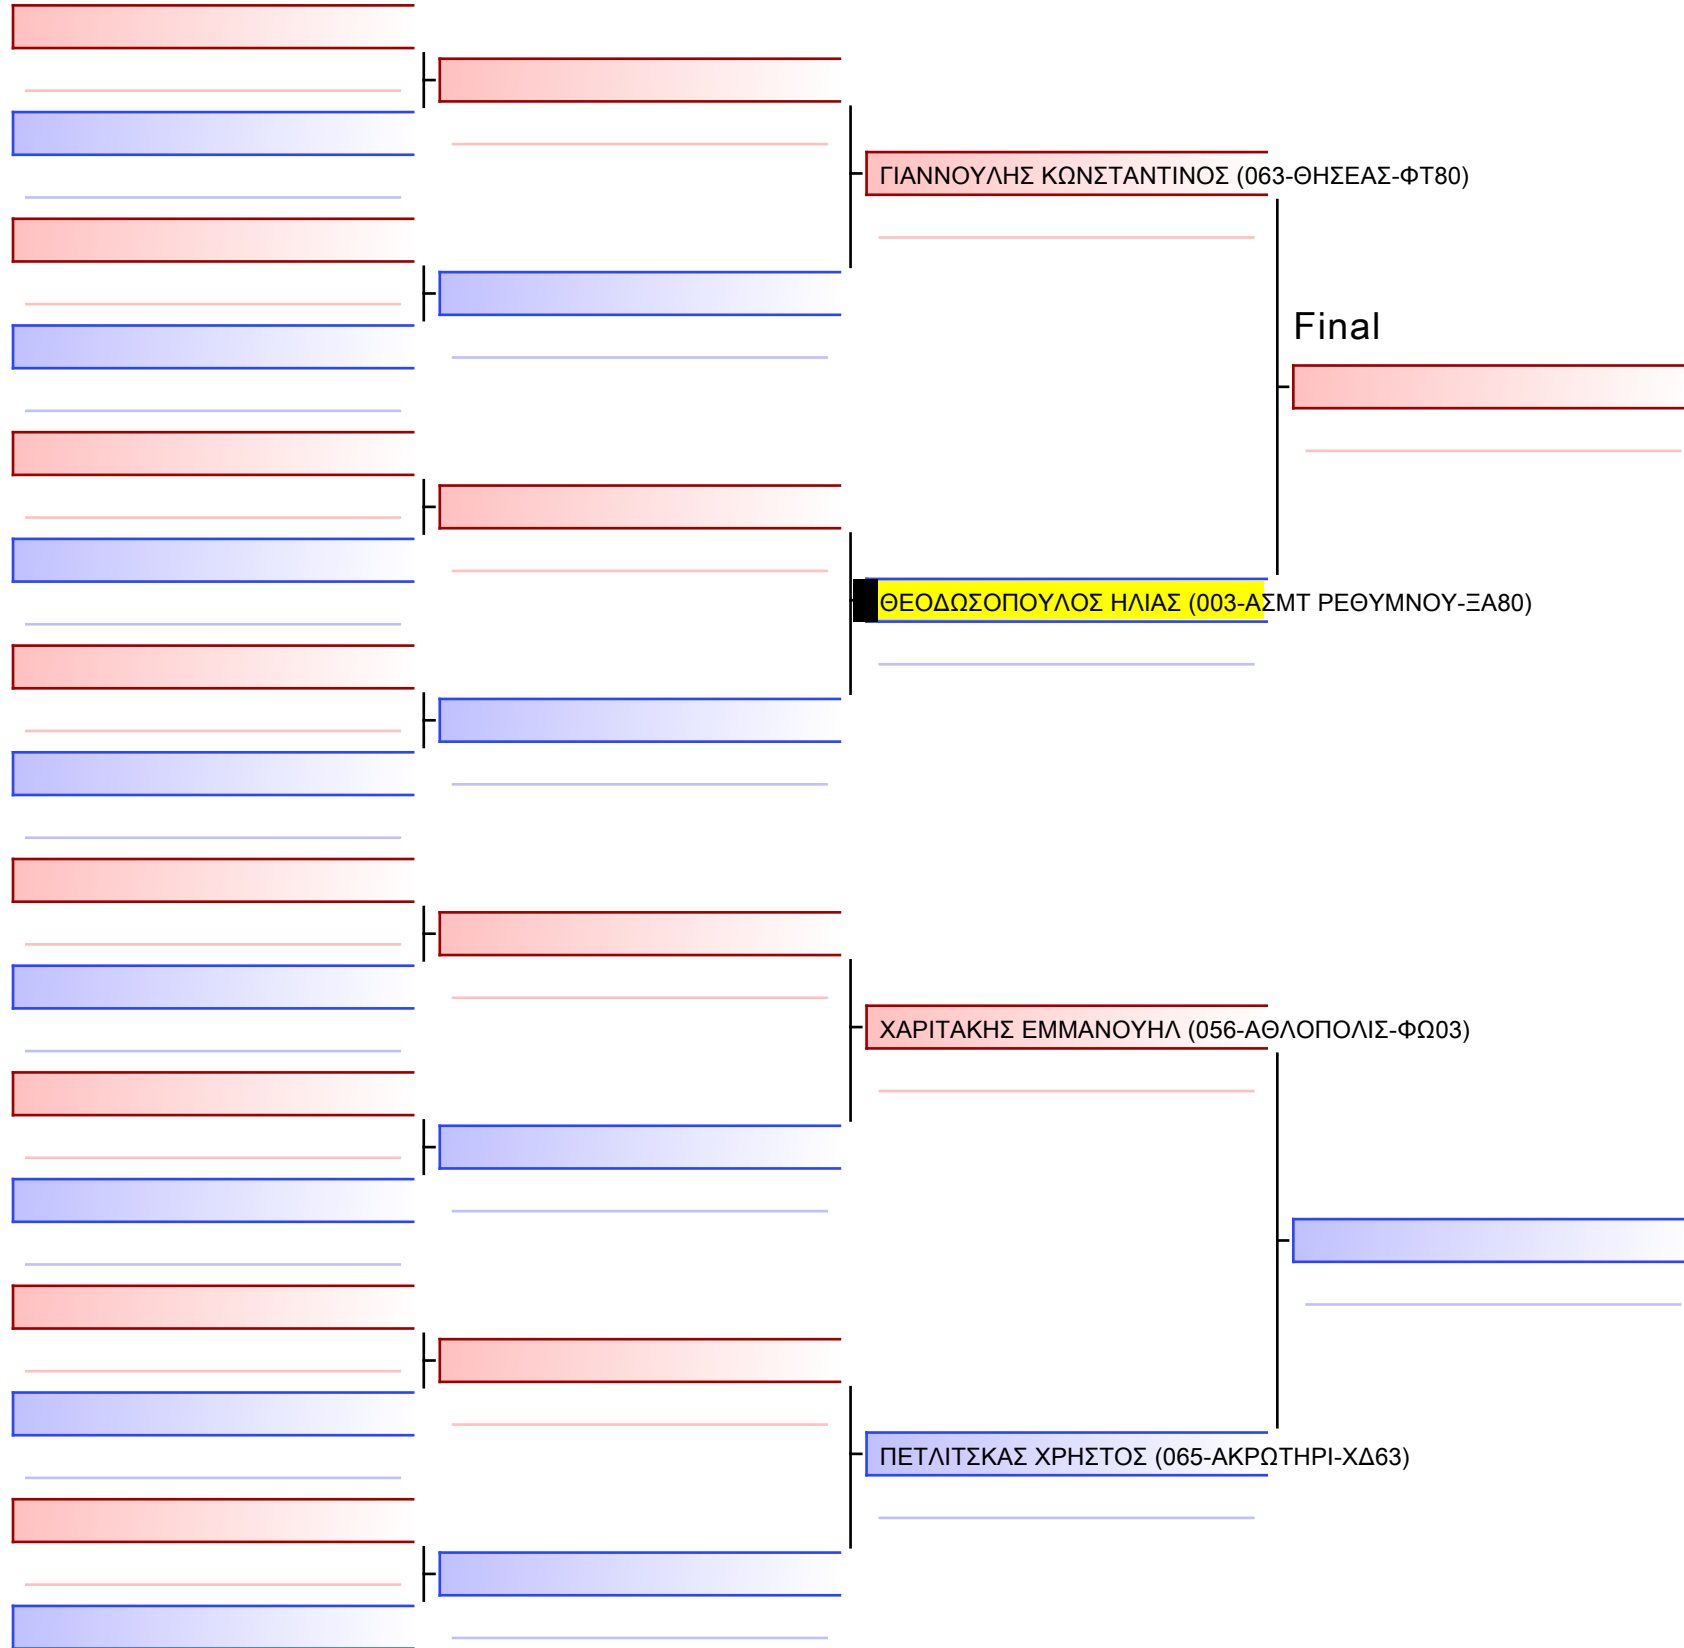 ΓΙΑΝΝΟΥΛΗΣ ΚΩΝΣΤΑΝΤΙΝΟΣ (063-ΘΗΣΕΑΣ-ΦΤ80)
Final
ΘΕΟΔΩΣΟΠΟΥΛΟΣ ΗΛΙΑΣ (003-ΑΣΜΤ ΡΕΘΥΜΝΟΥ-ΞΑ80)
ΧΑΡΙΤΑΚΗΣ ΕΜΜΑΝΟΥΗΛ (056-ΑΘΛΟΠΟΛΙΣ-ΦΩ03)
ΠΕΤΛΙΤΣΚΑΣ ΧΡΗΣΤΟΣ (065-ΑΚΡΩΤΗΡΙ-ΧΔ63)